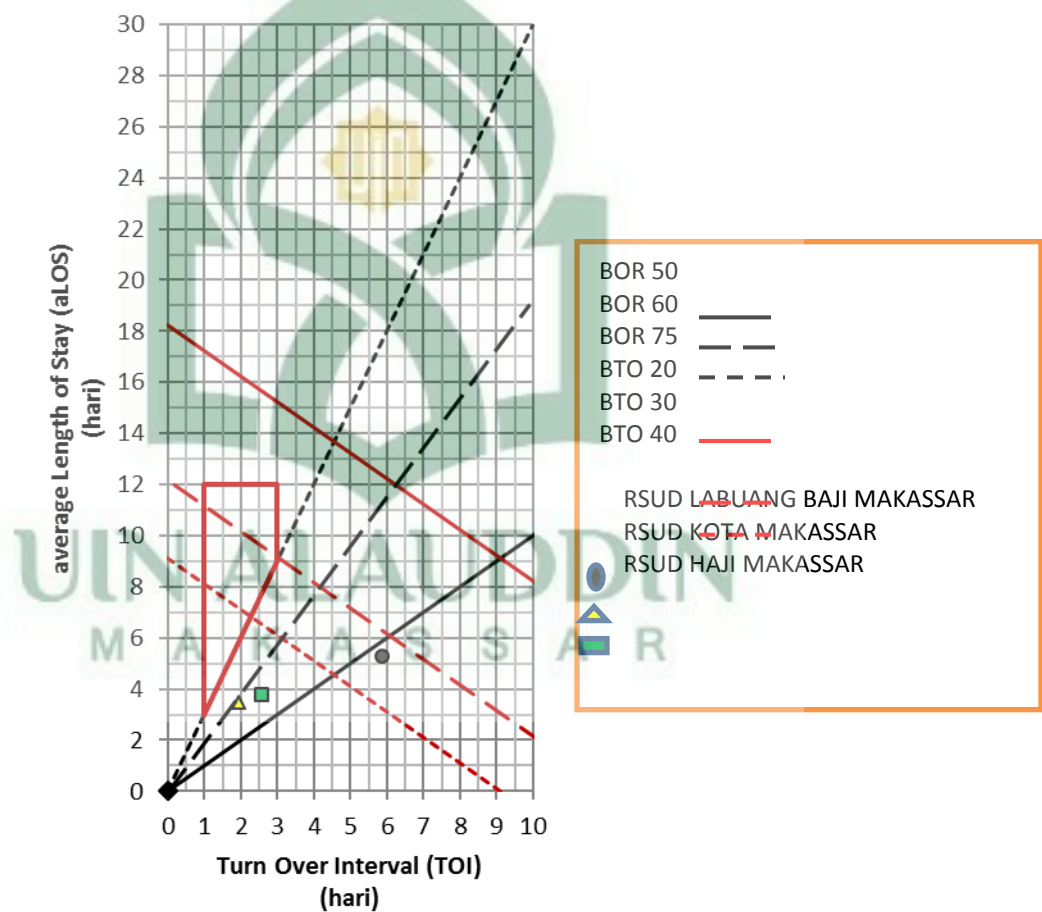 30
28
26
24
22
20
18
16
14
12
10
8
6
4
2
0
average Length of Stay (aLOS)
(hari)
0 1 2 3 4 5 6 7 8 9 10
Turn Over Interval (TOI)
(hari)
UIN ALAUDDIN
M A K A S S A R
BOR 50
BOR 60
BOR 75
BTO 20
BTO 30
BTO 40
RSUD LABUANG BAJI MAKASSAR
RSUD KOTA MAKASSAR
RSUD HAJI MAKASSAR